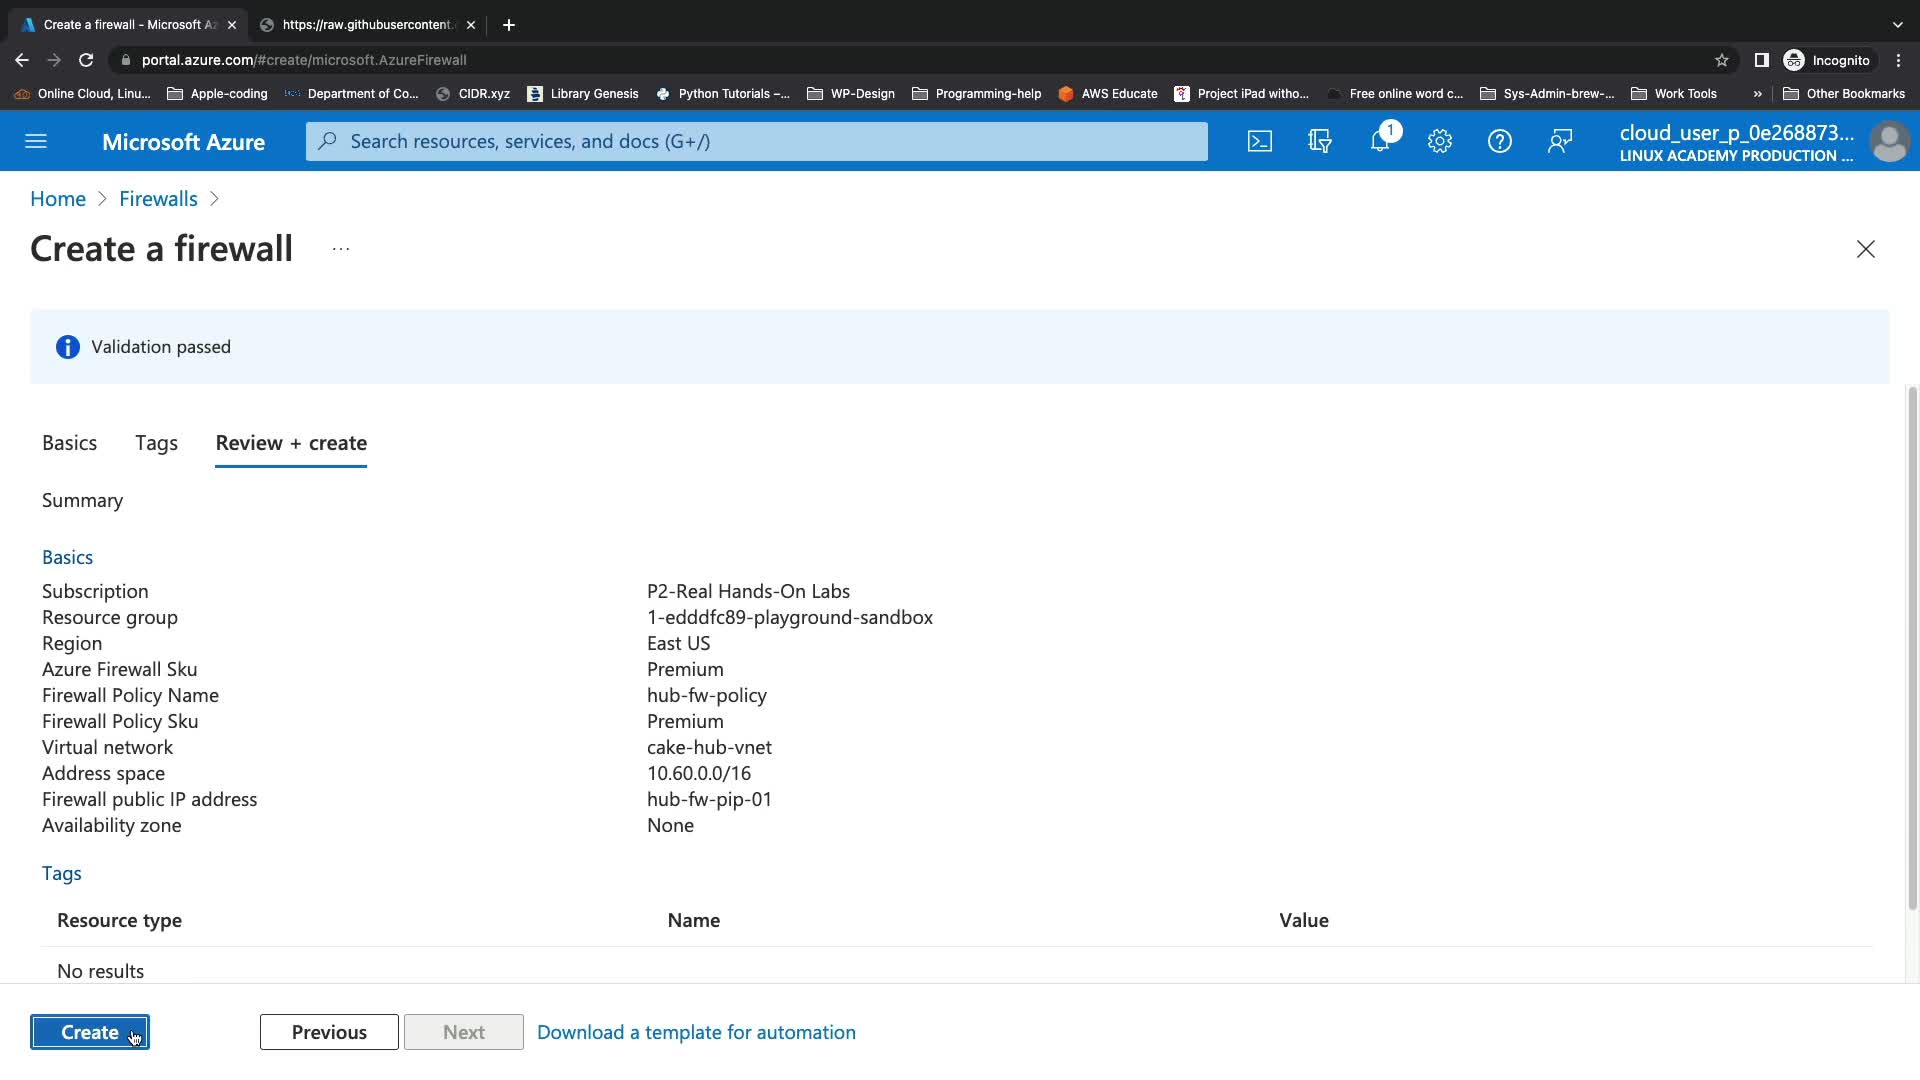 Create a firewall - Microsoft Az
https://raw.githubusercontent.c
portal.azure.com/#create/microsoft.AzureFirewall
Incognito
Online Cloud, Linu...
Apple-coding
Department of Co...
CIDR.xyz
Library Genesis
Python Tutorials –...
WP-Design
Programming-help
AWS Educate
Project iPad witho...
Free online word c...
Sys-Admin-brew-...
Work Tools
»
Other Bookmarks
Microsoft Azure
Search resources, services, and docs (G+/)
1
cloud_user_p_0e268873...
LINUX ACADEMY PRODUCTION ...
Home > Firewalls >
Create a firewall ...
Validation passed
Basics
Tags
Review + create
Summary
Basics
Subscription P2-Real Hands-On Labs
Resource group 1-edddfc89-playground-sandbox
Region East US
Azure Firewall Sku Premium
Firewall Policy Name hub-fw-policy
Firewall Policy Sku Premium
Virtual network cake-hub-vnet
Address space 10.60.0.0/16
Firewall public IP address hub-fw-pip-01
Availability zone None
Tags
Resource type Name Value
No results
Create
Previous
Next
Download a template for automation